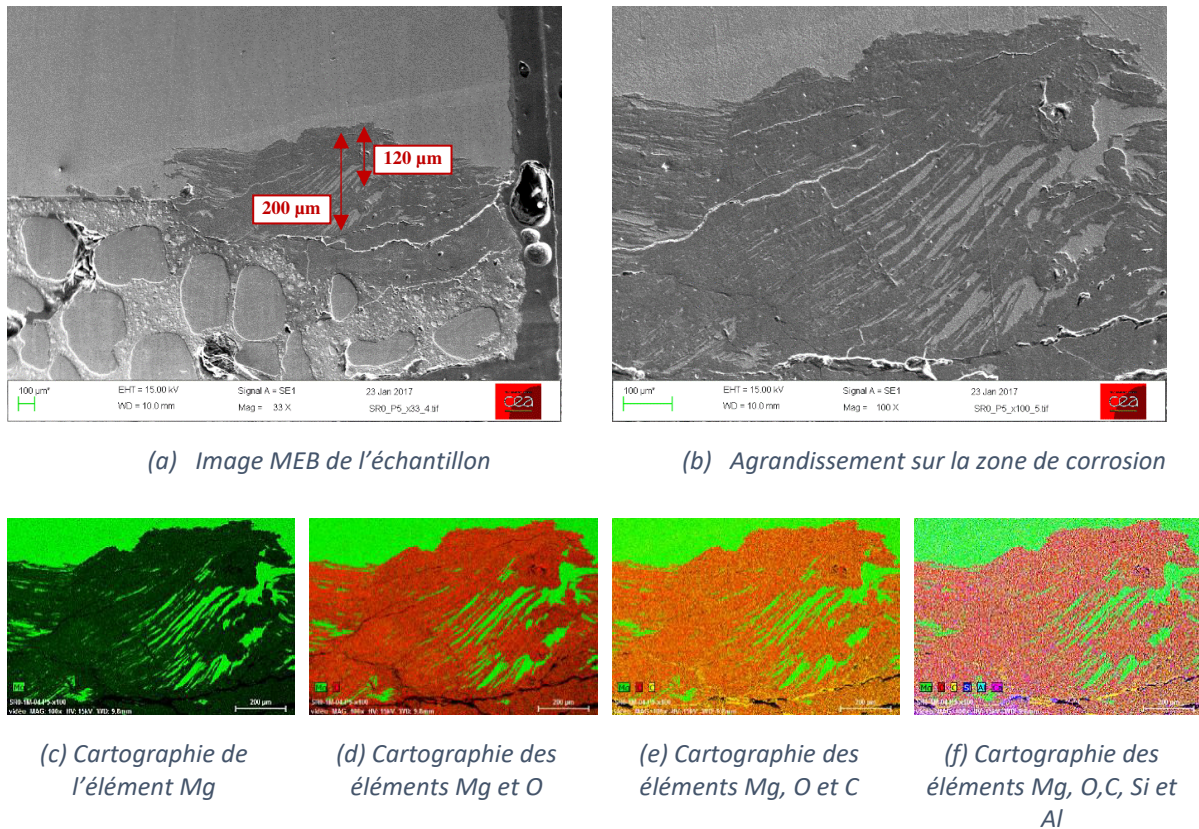 120 µm
200 µm
100 µm*
EHT = 15.00 kV
Signal A = SE1
23 Jan 2017
WD = 10.0 mm
Mag = 33 X
SR0_P5_x33_4.tif
cea
100 µm*
EHT = 15.00 kV
Signal A = SE1
23 Jan 2017
WD = 10.0 mm
Mag = 100 X
SR0_P5_x100_5.tif
cea
(a) Image MEB de l’échantillon
(b) Agrandissement sur la zone de corrosion
Mg
200 µm
200 µm
200 µm
200 µm
(c) Cartographie de
l’élément Mg
(d) Cartographie des
éléments Mg et O
(e) Cartographie des
éléments Mg, O et C
(f) Cartographie des
éléments Mg, O,C, Si et
Al